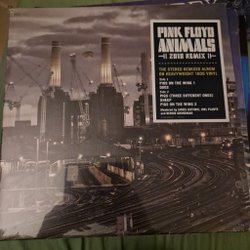 PINK FLOYD
ANIMALS
2018 REMIX
THE STEREO REMIXED ALBUM
ON HEAVYWEIGHT 180G VINYL
Side 1
PIGS ON THE WING 1
DOGS
Side 2
PIGS (THREE DIFFERENT ONES)
SHEEP
PIGS ON THE WING 2